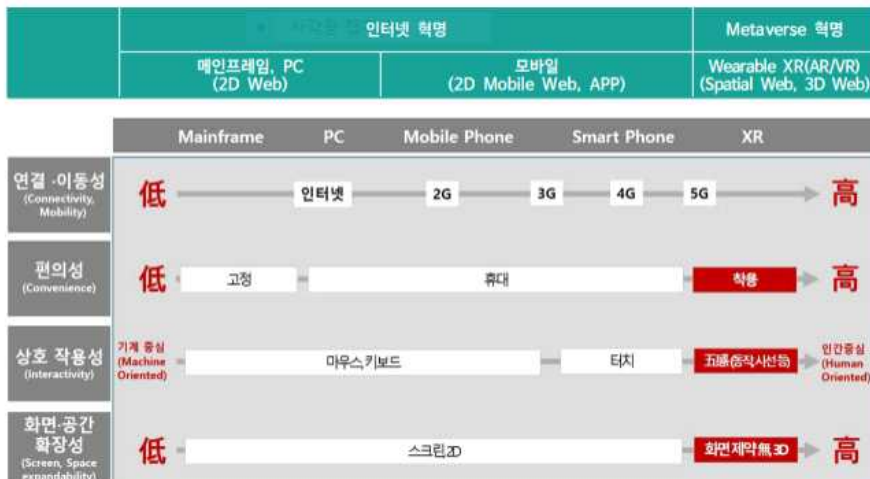 인터넷 혁명
Metaverse 혁명
메인프레임, PC
(2D Web)
모바일
(2D Mobile Web, APP)
Wearable XR(AR/VR)
(Spatial Web, 3D Web)
Mainframe PC Mobile Phone Smart Phone XR
연결·이동성
(Connectivity,
Mobility)
低 인터넷 2G 3G 4G 5G 高
편의성
(Convenience)
低 고정 휴대 착용 高
상호 작용성
(Interactivity)
기계 중심
(Machine
Oriented)
마우스,키보드 터치 五感(동작,시선 등)
인간중심
(Human
Oriented)
화면·공간
확장성
(Screen, Space
expandability)
低 스크린,2D 화면 제약 無, 3D 高